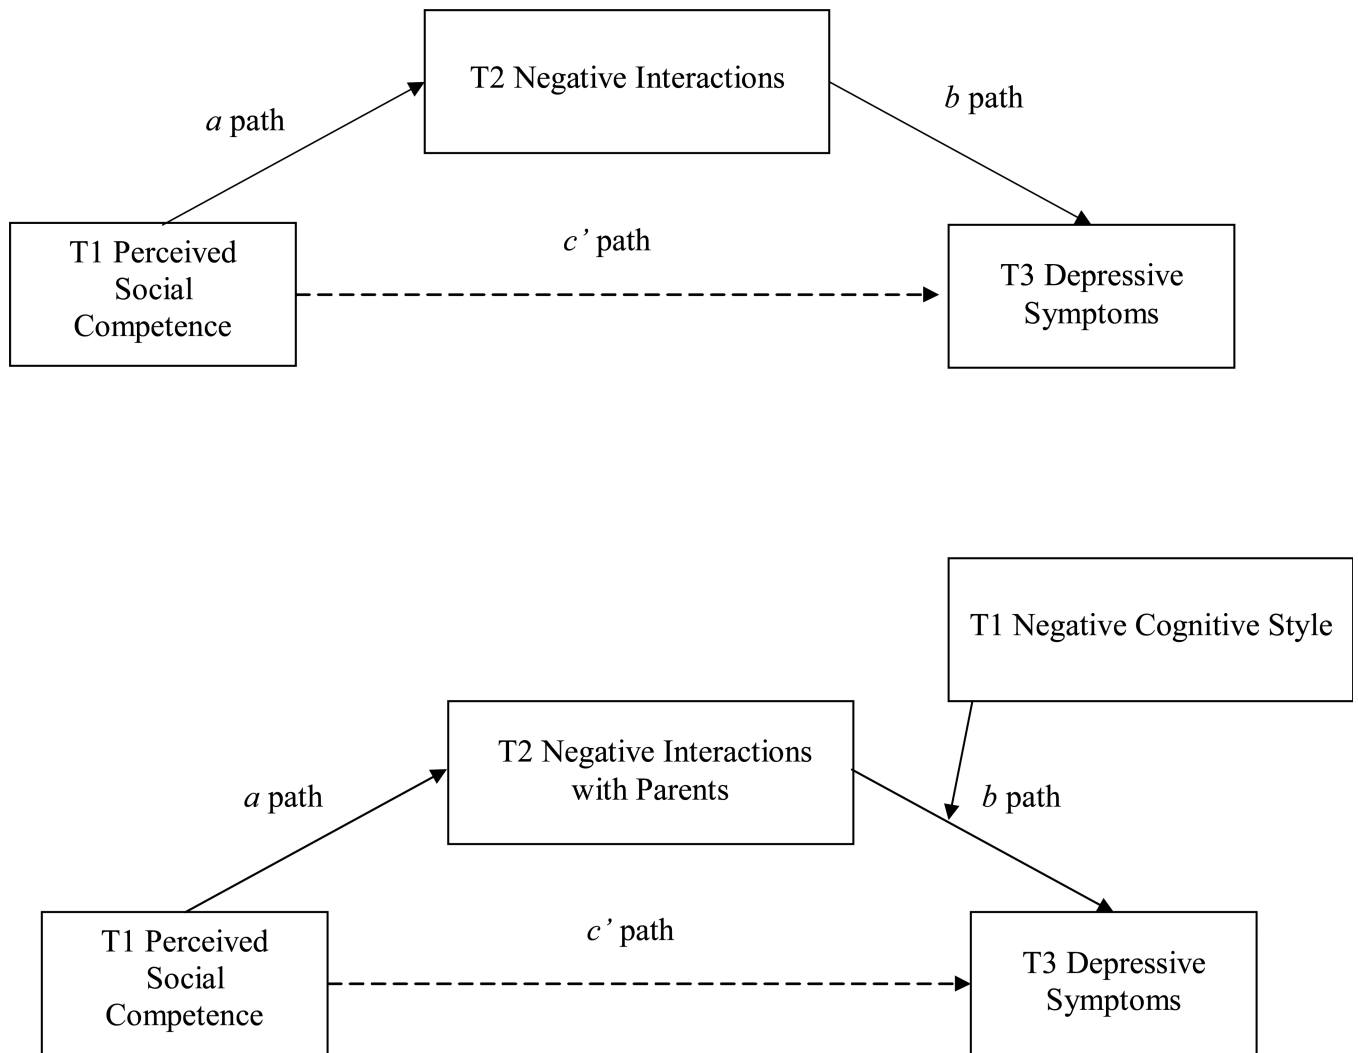 T2 Negative Interactions
a path
b path
T1 Perceived
Social
Competence
c’ path
T3 Depressive
Symptoms
T1 Negative Cognitive Style
T2 Negative Interactions
with Parents
a path
b path
T1 Perceived
Social
Competence
c’ path
T3 Depressive
Symptoms